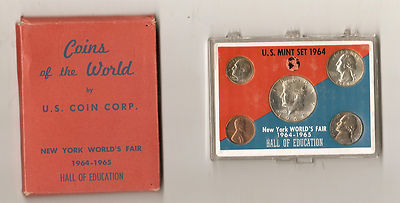 Coins
of the World
by
U.S. COIN CORP.
NEW YORK WORLD'S FAIR
1964-1965
HALL OF EDUCATION
U.S. MINT SET 1964
New York WORLD'S FAIR
1964-1965
HALL OF EDUCATION